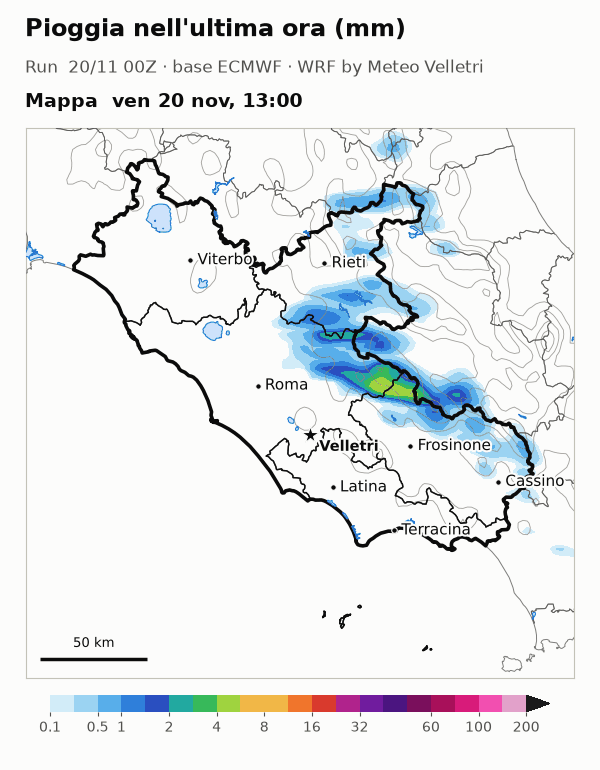 Pioggia nell'ultima ora (mm)
Run  20/11 00Z · base ECMWF · WRF by Meteo Velletri
Mappa  ven 20 nov, 13:00
Viterbo
Rieti
Roma
Velletri
Frosinone
Latina
Cassino
Terracina
50 km
0.1 0.5 1 2 4 8 16 32 60 100 200